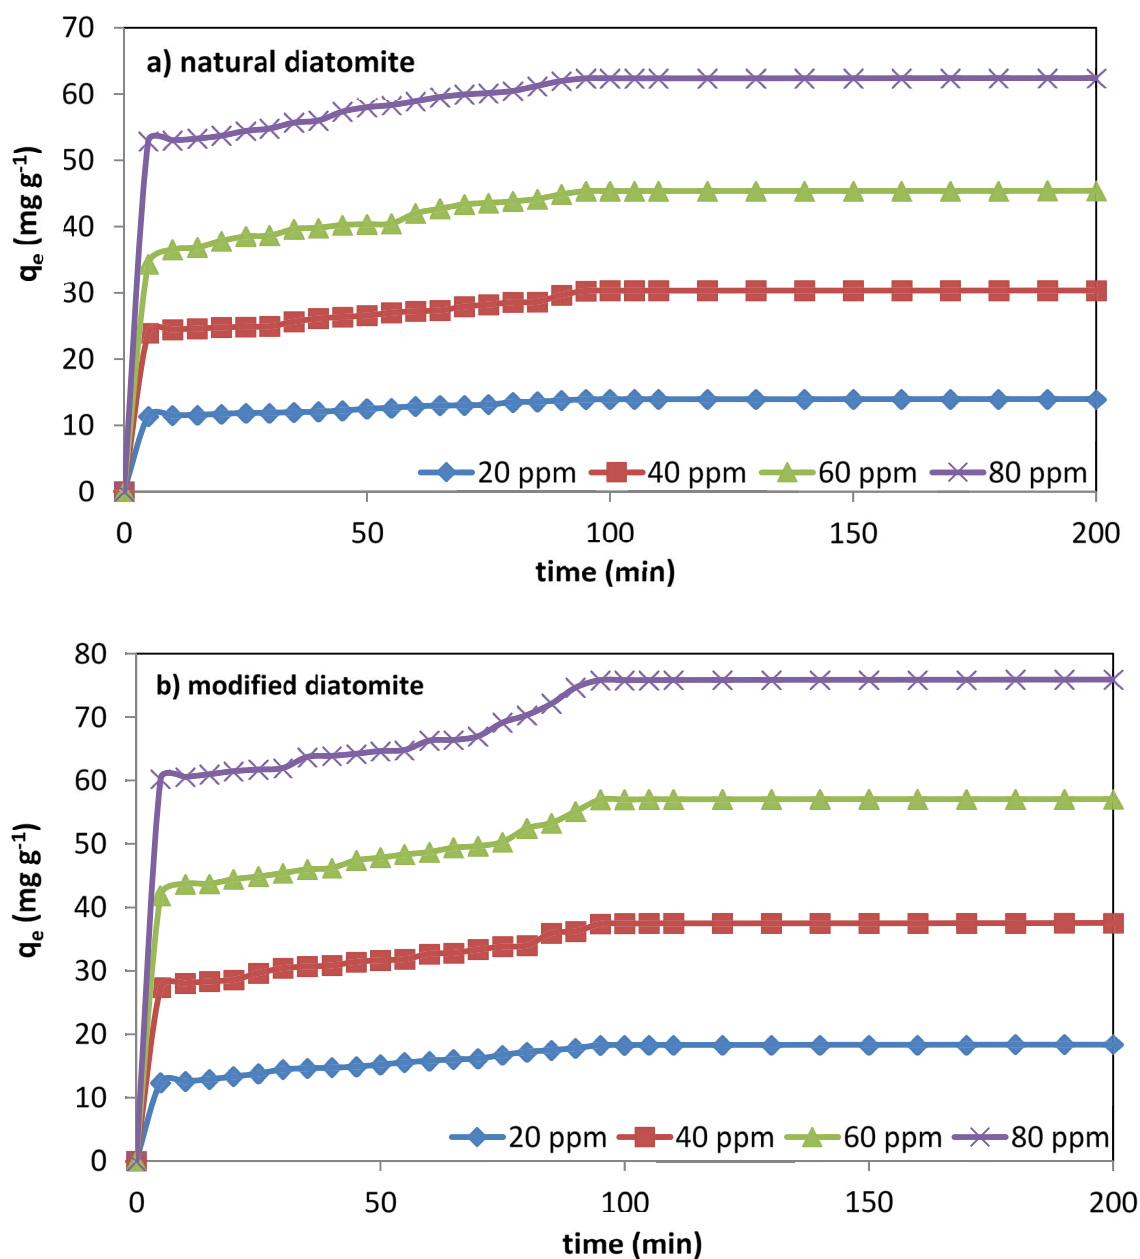 a) natural diatomite
70
60
50
40
30
20
10
0
qₑ (mg g⁻¹)
20 ppm 40 ppm 60 ppm 80 ppm
0 50 100 150 200
time (min)
b) modified diatomite
80
70
60
50
40
30
20
10
0
qₑ (mg g⁻¹)
20 ppm 40 ppm 60 ppm 80 ppm
0 50 100 150 200
time (min)